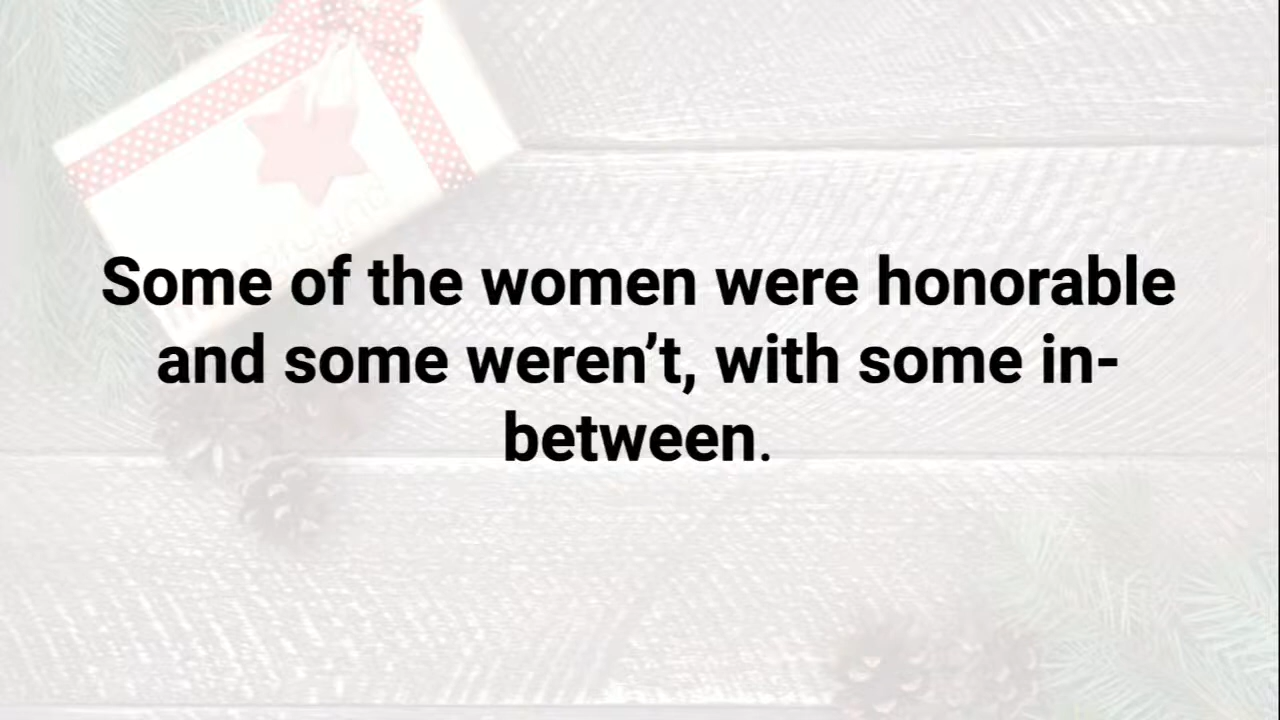 Some of the women were honorable
and some weren’t, with some in-
between.